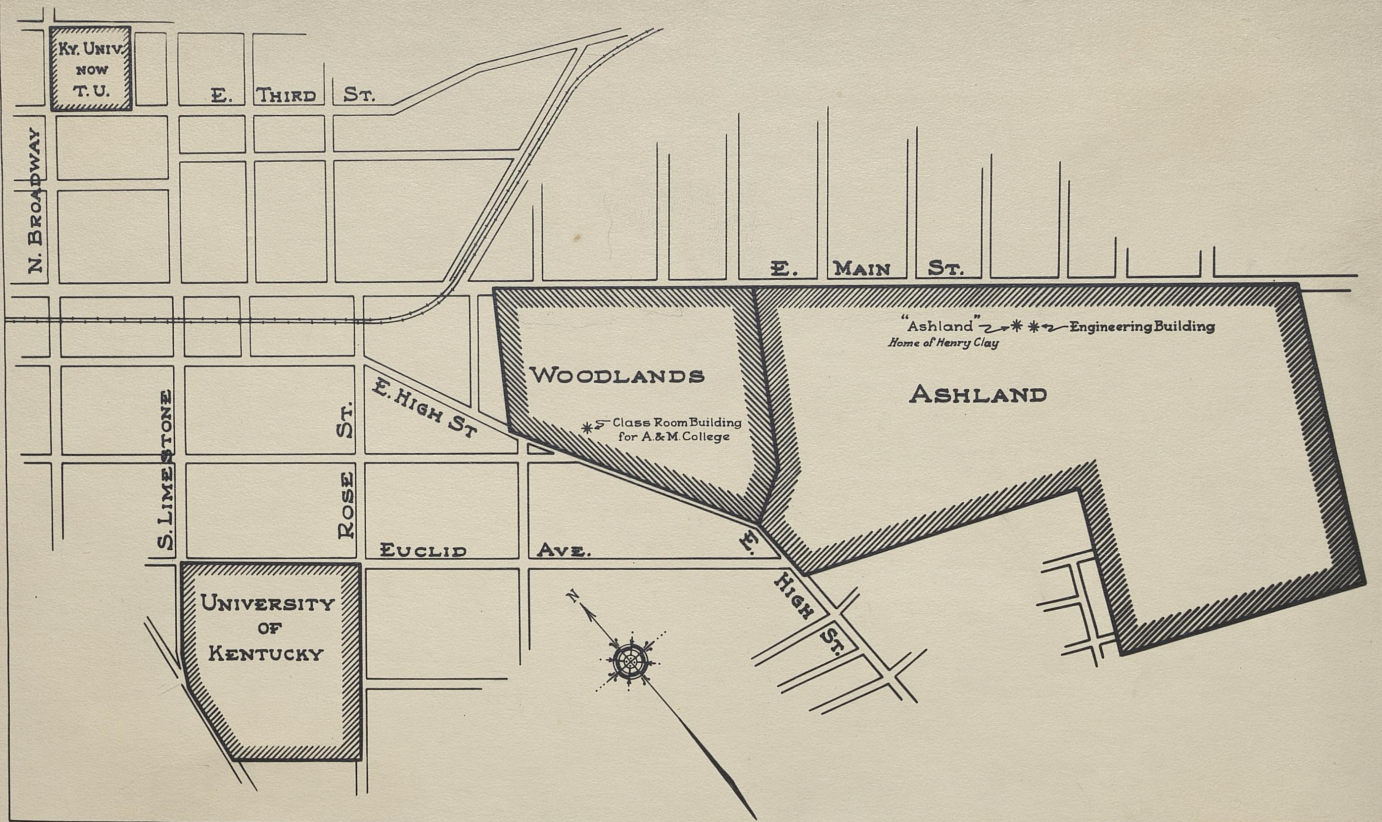 KY. UNIV.
NOW
T. U.
E. THIRD ST.
N. BROADWAY
E. MAIN ST.
"Ashland"
Home of Henry Clay
Engineering Building
WOODLANDS
ASHLAND
E. HIGH ST
Class Room Building
for A. & M. College
S. LIMESTONE
ROSE ST.
EUCLID AVE.
E. HIGH ST.
UNIVERSITY
OF
KENTUCKY
N